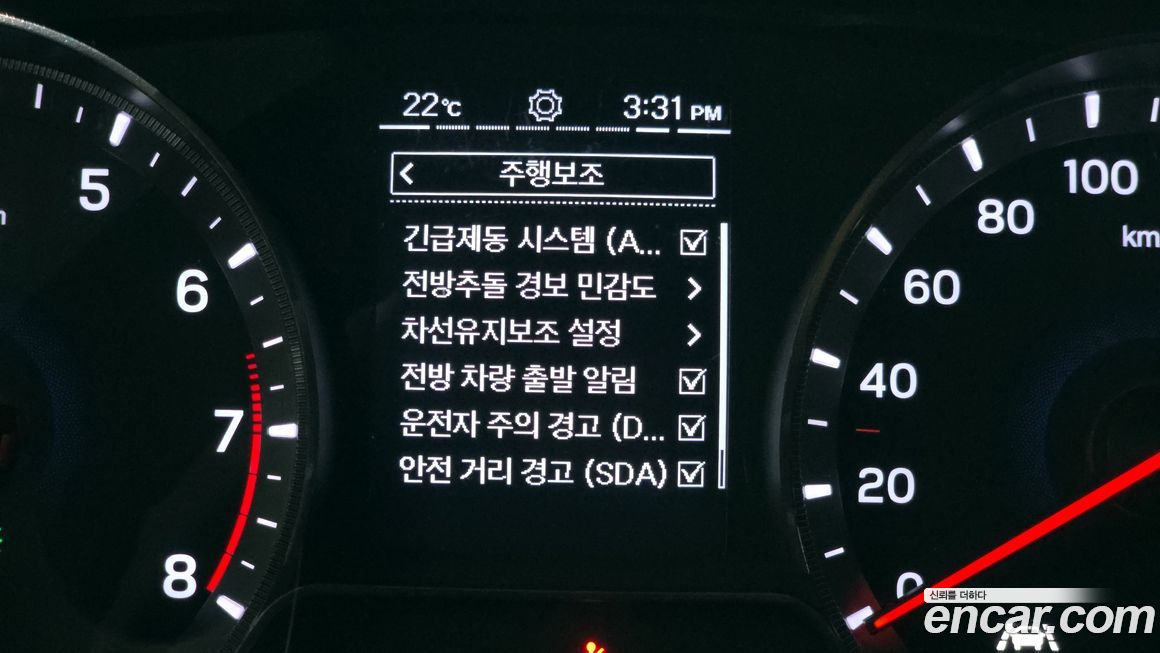 22℃
3:31 PM
< 주행보조
긴급제동 시스템 (A...
전방추돌 경보 민감도 >
차선유지보조 설정 >
전방 차량 출발 알림
운전자 주의 경고 (D...
안전 거리 경고 (SDA)
5
6
7
8
100
80
60
40
20
0
km
신뢰를 더하다
encar.com